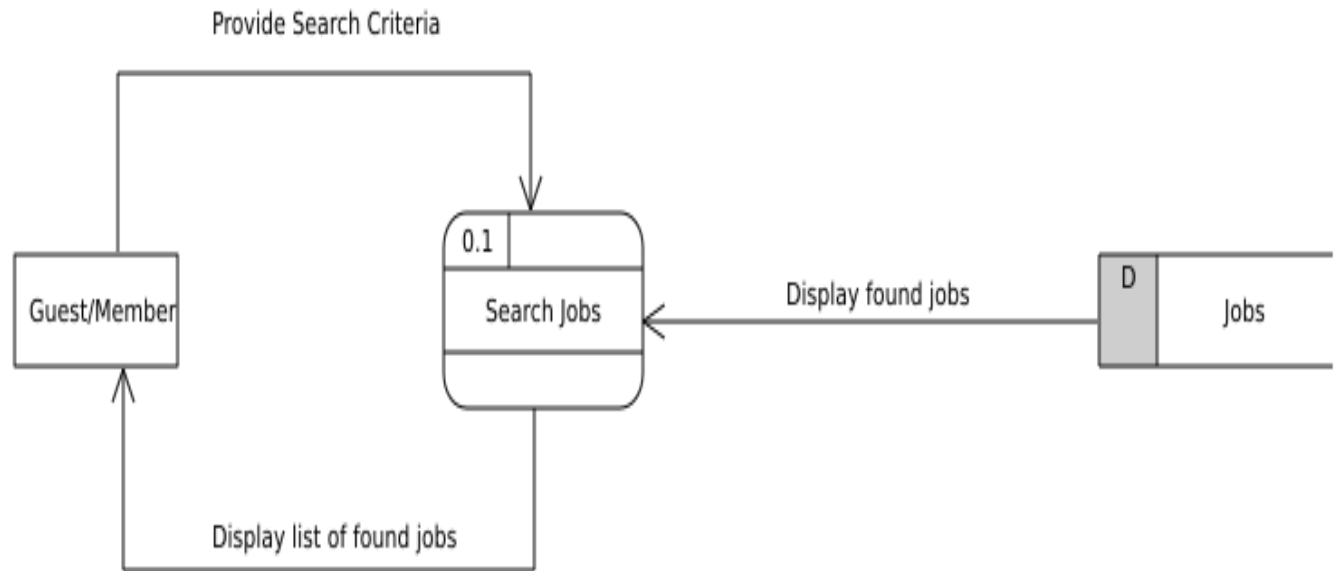 Provide Search Criteria
0.1
Guest/Member
Search Jobs
Display found jobs
D
Jobs
Display list of found jobs